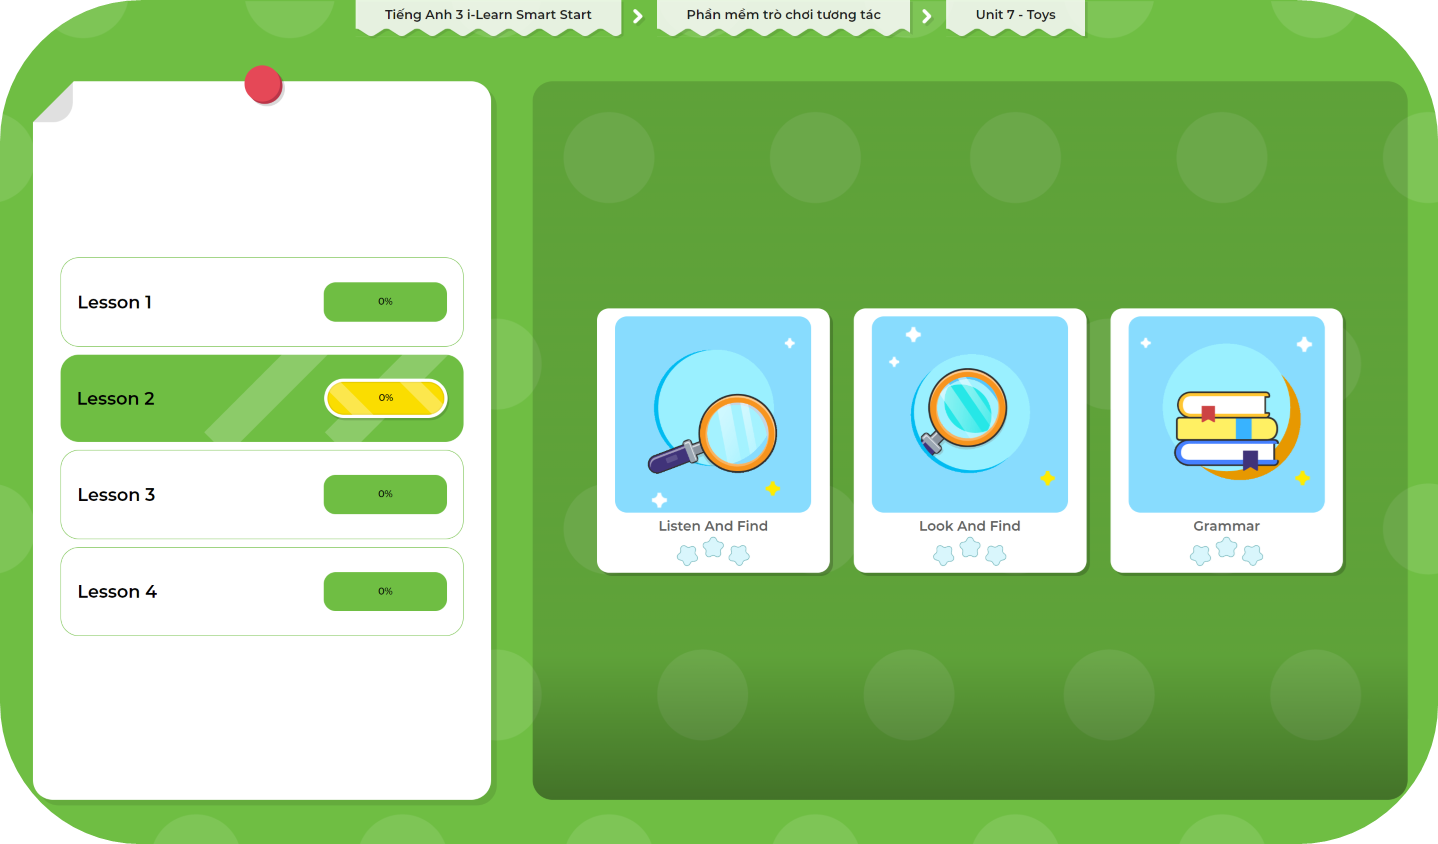 Tiếng Anh 3 i-Learn Smart Start
Phần mềm trò chơi tương tác
Unit 7 - Toys
Lesson 1
0%
Lesson 2
0%
Lesson 3
0%
Lesson 4
0%
Listen And Find
Look And Find
Grammar